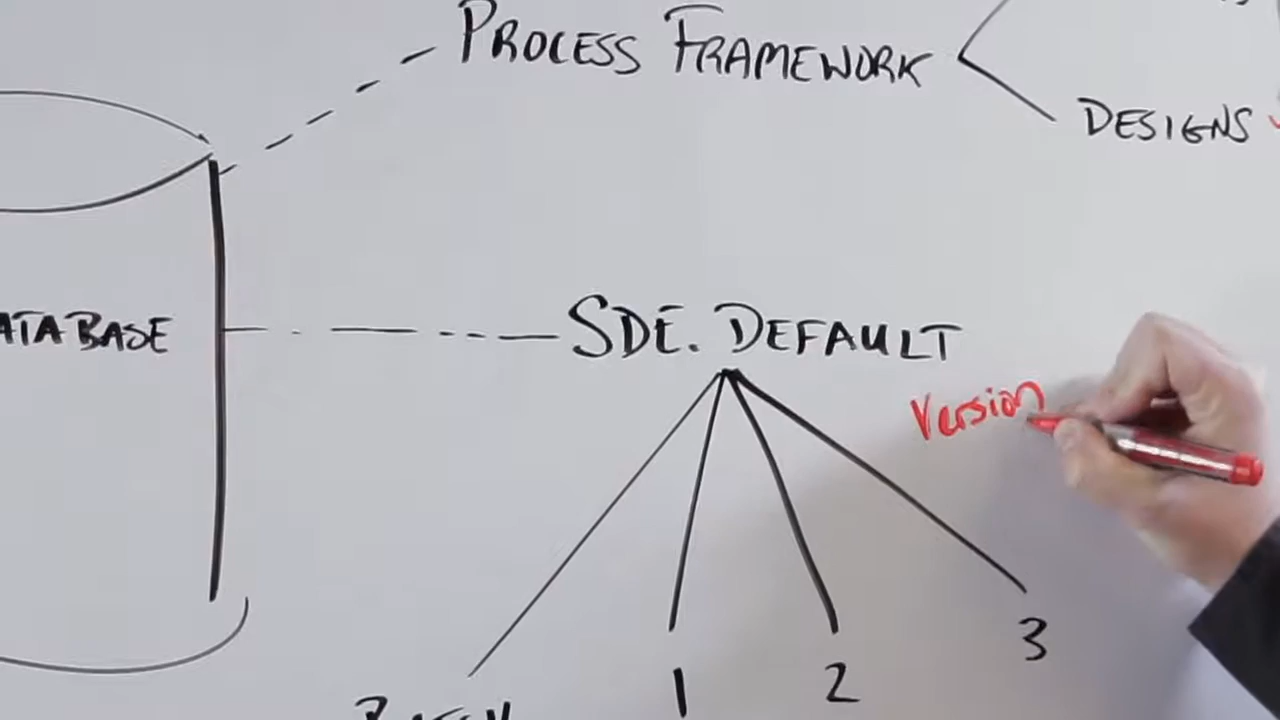 PROCESS FRAMEWORK
DESIGNS
ATABASE
SDE. DEFAULT
Version
1
2
3